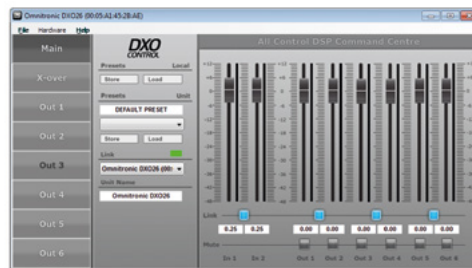 Omnitronic DXO26 (00:05:A1:45:2B:AE)
File Hardware Help
Main
X-over
Out 1
Out 2
Out 3
Out 4
Out 5
Out 6
DXO
CONTROL
Presets Local
Store Load
Presets Unit
DEFAULT PRESET
Store Load
Link
Omnitronic DXO26 (00:
Unit Name
Omnitronic DXO26
All Control DSP Command Centre
Link
0.25 0.25 0.00 0.00 0.00 0.00 0.00 0.00
Mute
In 1 In 2 Out 1 Out 2 Out 3 Out 4 Out 5 Out 6